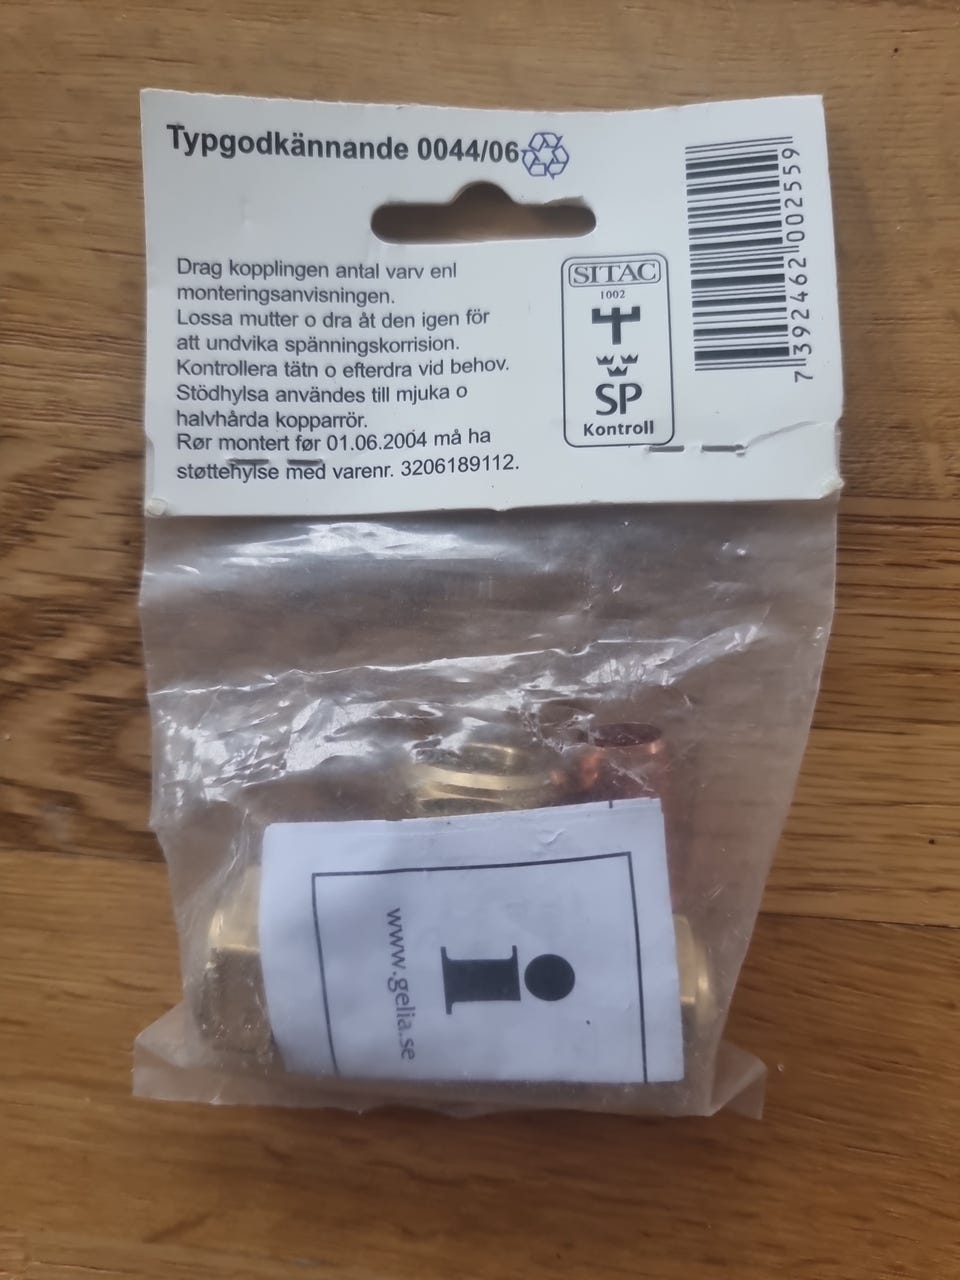 Typgodkännande 0044/06
Drag kopplingen antal varv enl
monteringsanvisningen.
Lossa mutter o dra åt den igen för
att undvika spänningskorrision.
Kontrollera tätn o efterdra vid behov.
Stödhylsa användes till mjuka o
halvhårda kopparrör.
Rør montert før 01.06.2004 må ha
støttehylse med varenr. 3206189112.
SITAC
1002
SP
Kontroll
7392462002559
i
www.gelia.se